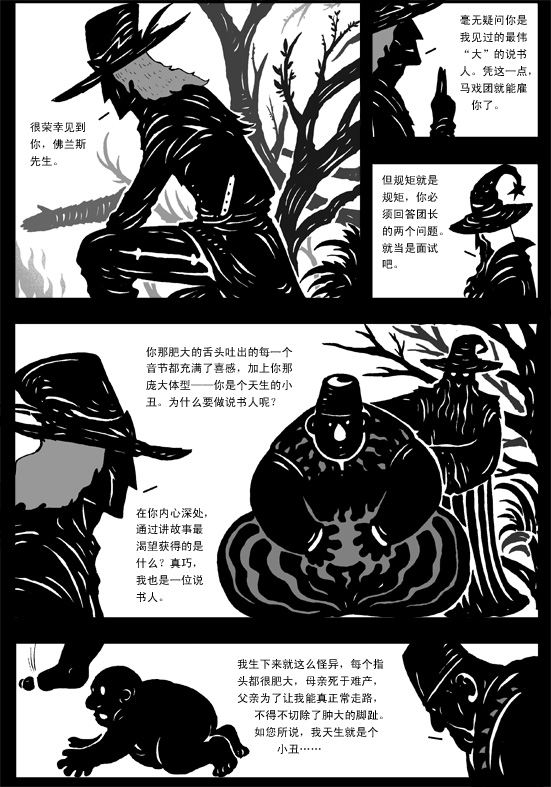 很荣幸见到
你，佛兰斯
先生。
毫无疑问你是
我见过的最伟
“大”的说书
人。凭这一点，
马戏团就能雇
你了。
但规矩就是
规矩，你必
须回答团长
的两个问题。
就当是面试
吧。
你那肥大的舌头吐出的每一个
音节都充满了喜感，加上你那
庞大体型——你是个天生的小
丑。为什么要做说书人呢？
在你内心深处，
通过讲故事最
渴望获得的是
什么？真巧，
我也是一位说
书人。
我生下来就这么怪异，每个指
头都很肥大，母亲死于难产，
父亲为了让我能真正常走路，
不得不切除了肿大的脚趾。
如您所说，我天生就是个
小丑……